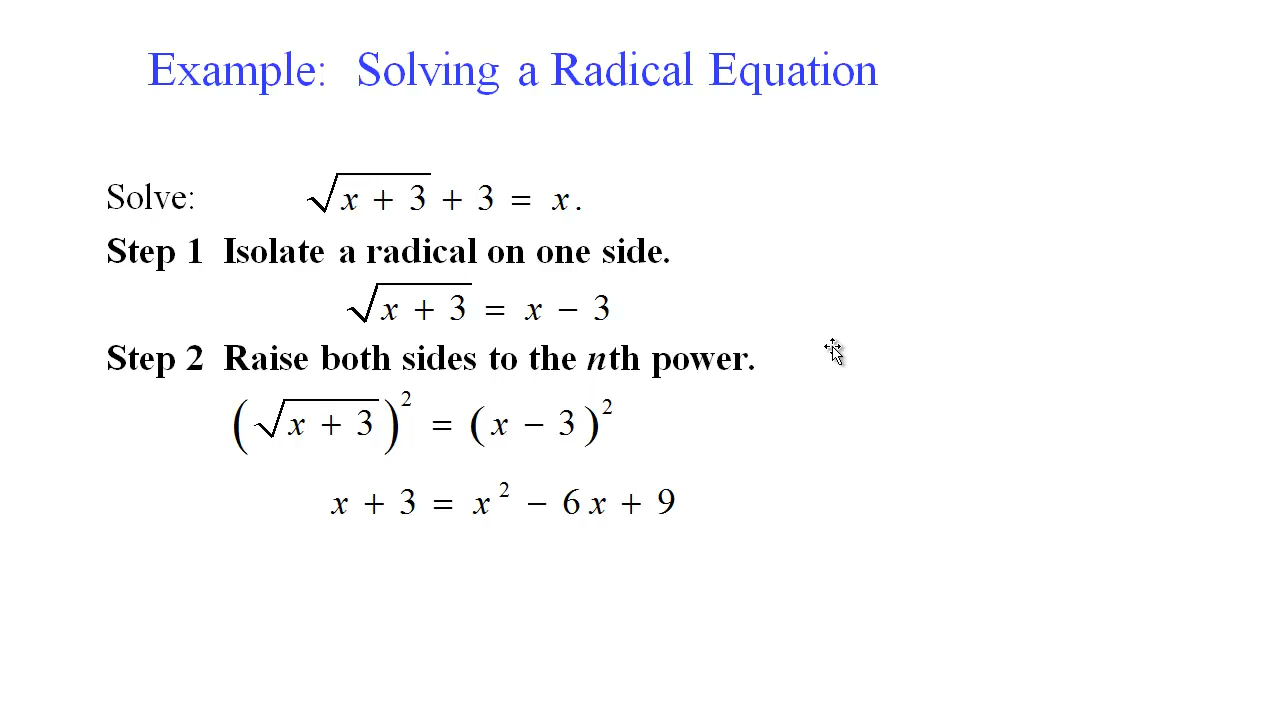 Example: Solving a Radical Equation
Solve: √(x + 3) + 3 = x.
Step 1 Isolate a radical on one side.
√(x + 3) = x − 3
Step 2 Raise both sides to the nth power.
(√(x + 3))² = (x − 3)²
x + 3 = x² − 6x + 9